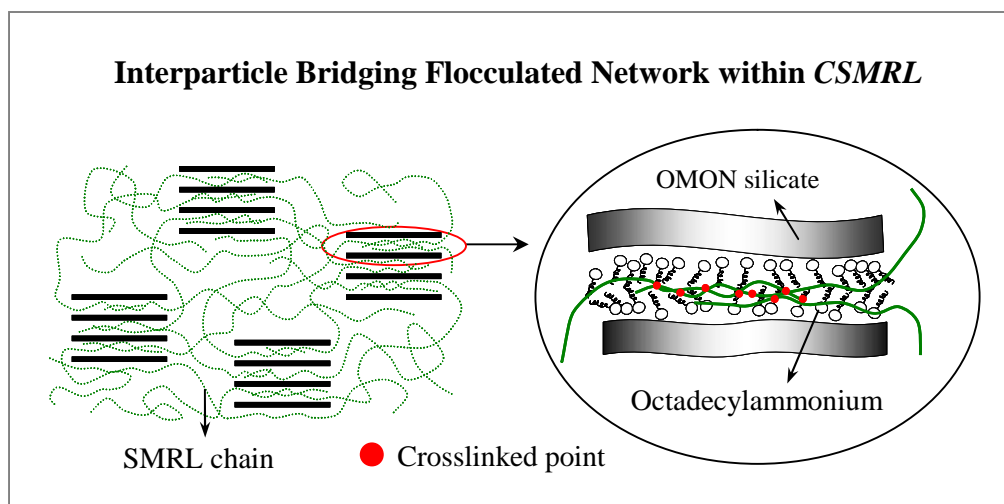 Interparticle Bridging Flocculated Network within CSMRL
OMON silicate
Octadecylammonium
SMRL chain
Crosslinked point